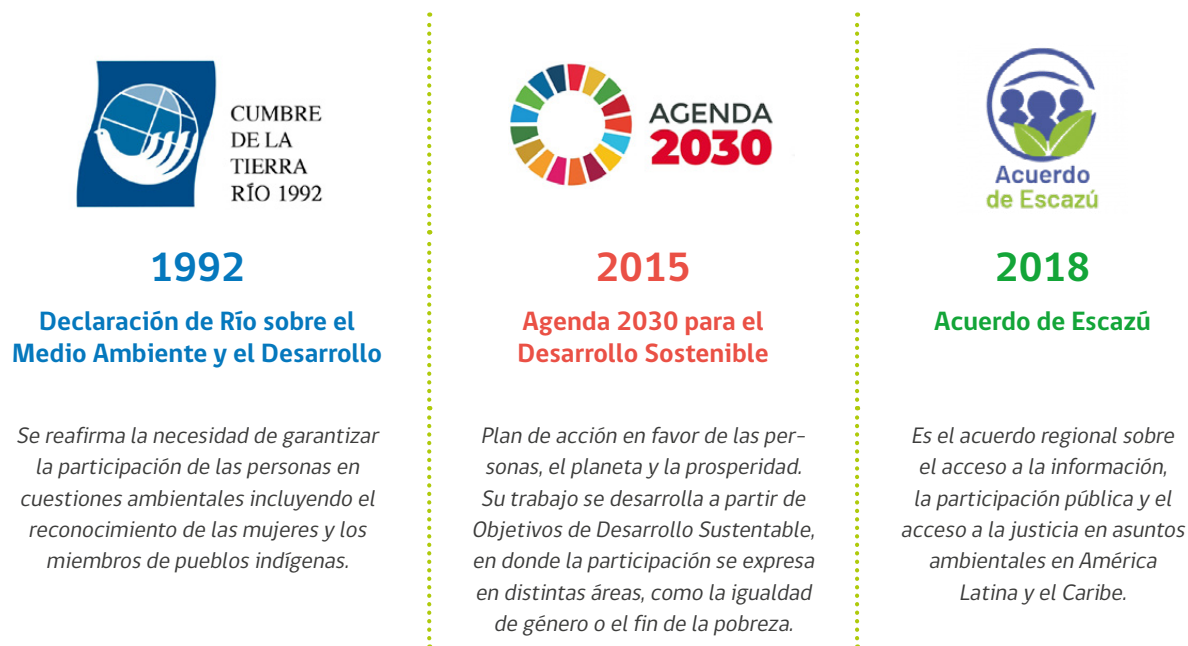 CUMBRE
DE LA
TIERRA
RÍO 1992
1992
Declaración de Río sobre el
Medio Ambiente y el Desarrollo
Se reafirma la necesidad de garantizar
la participación de las personas en
cuestiones ambientales incluyendo el
reconocimiento de las mujeres y los
miembros de pueblos indígenas.
AGENDA
2030
2015
Agenda 2030 para el
Desarrollo Sostenible
Plan de acción en favor de las per-
sonas, el planeta y la prosperidad.
Su trabajo se desarrolla a partir de
Objetivos de Desarrollo Sustentable,
en donde la participación se expresa
en distintas áreas, como la igualdad
de género o el fin de la pobreza.
Acuerdo
de Escazú
2018
Acuerdo de Escazú
Es el acuerdo regional sobre
el acceso a la información,
la participación pública y el
acceso a la justicia en asuntos
ambientales en América
Latina y el Caribe.